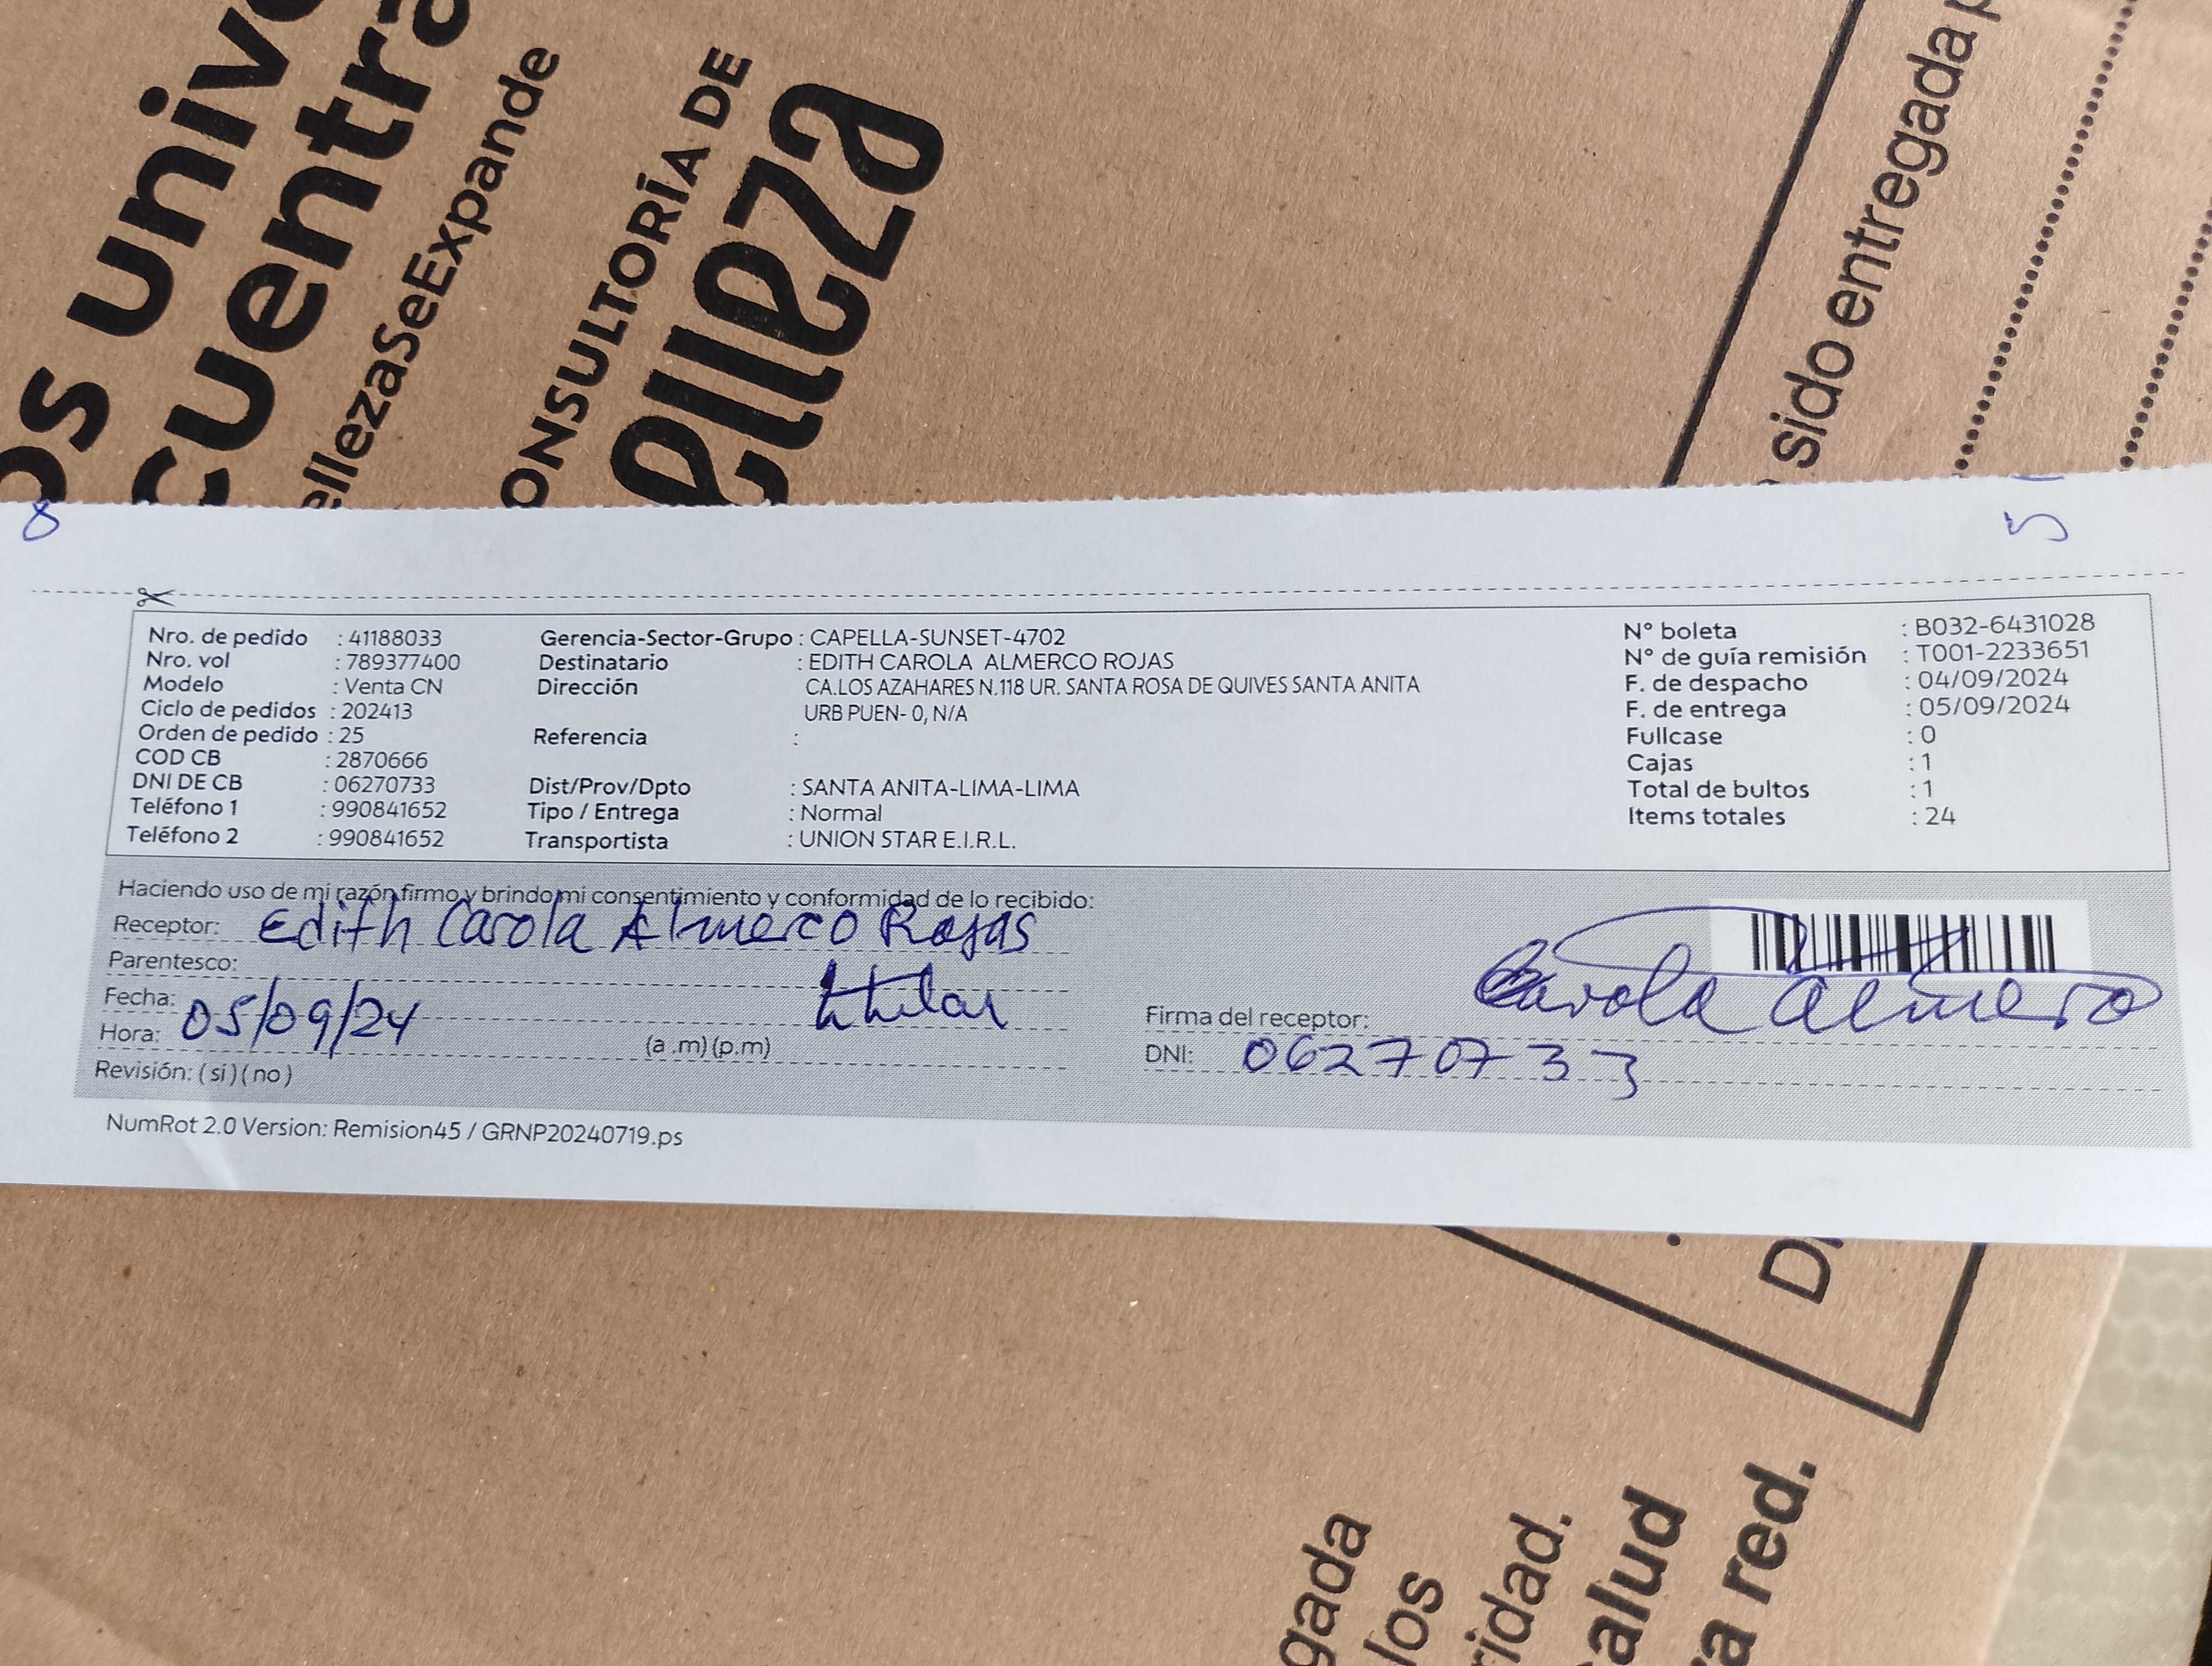 sido entregada
CONSULTORÍA DE
elleza
ellezaSeExpande
Nro. de pedido : 41188033
Nro. vol : 789377400
Modelo : Venta CN
Ciclo de pedidos : 202413
Orden de pedido : 25
COD CB : 2870666
DNI DE CB : 06270733
Teléfono 1 : 990841652
Teléfono 2 : 990841652
Gerencia-Sector-Grupo : CAPELLA-SUNSET-4702
Destinatario : EDITH CAROLA ALMERCO ROJAS
Dirección : CA.LOS AZAHARES N.118 UR. SANTA ROSA DE QUIVES SANTA ANITA
URB PUEN- 0, N/A
Referencia :
Dist/Prov/Dpto : SANTA ANITA-LIMA-LIMA
Tipo / Entrega : Normal
Transportista : UNION STAR E.I.R.L.
N° boleta : B032-6431028
N° de guía remisión : T001-2233651
F. de despacho : 04/09/2024
F. de entrega : 05/09/2024
Fullcase : 0
Cajas : 1
Total de bultos : 1
Items totales : 24
Haciendo uso de mi razón firmo y brindo mi consentimiento y conformidad de lo recibido:
Receptor: Edith Carola Almerco Rojas
Parentesco: titular
Fecha: 05/09/24
Hora: (a.m)(p.m)
Revisión: (si)(no)
Firma del receptor: Carola Almerco
DNI: 06270733
NumRot 2.0 Version: Remision45 / GRNP20240719.ps
gada
los
ridad.
salud
red.